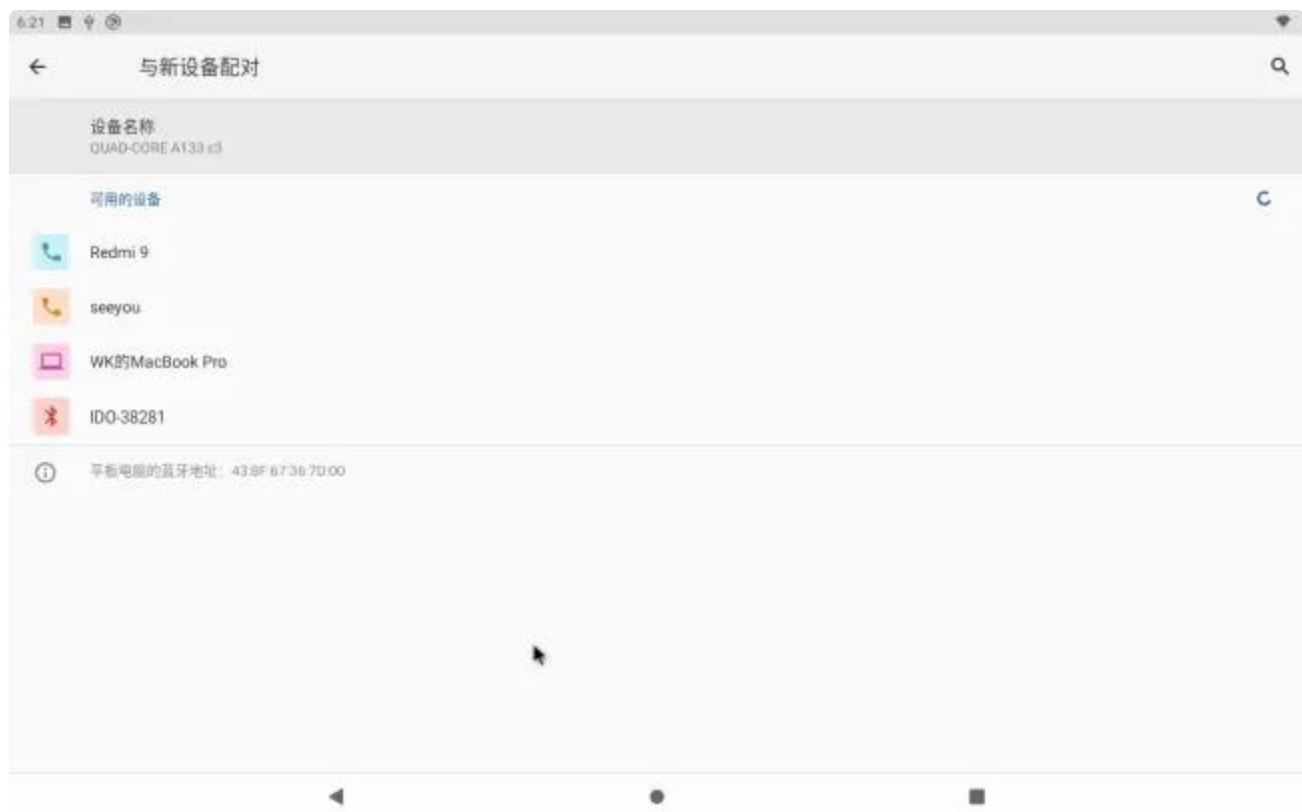 6:21
与新设备配对
设备名称
QUAD-CORE A133 c3
可用的设备
Redmi 9
seeyou
WK的MacBook Pro
IDO-38281
平板电脑的蓝牙地址：43:8F:67:36:7D:00